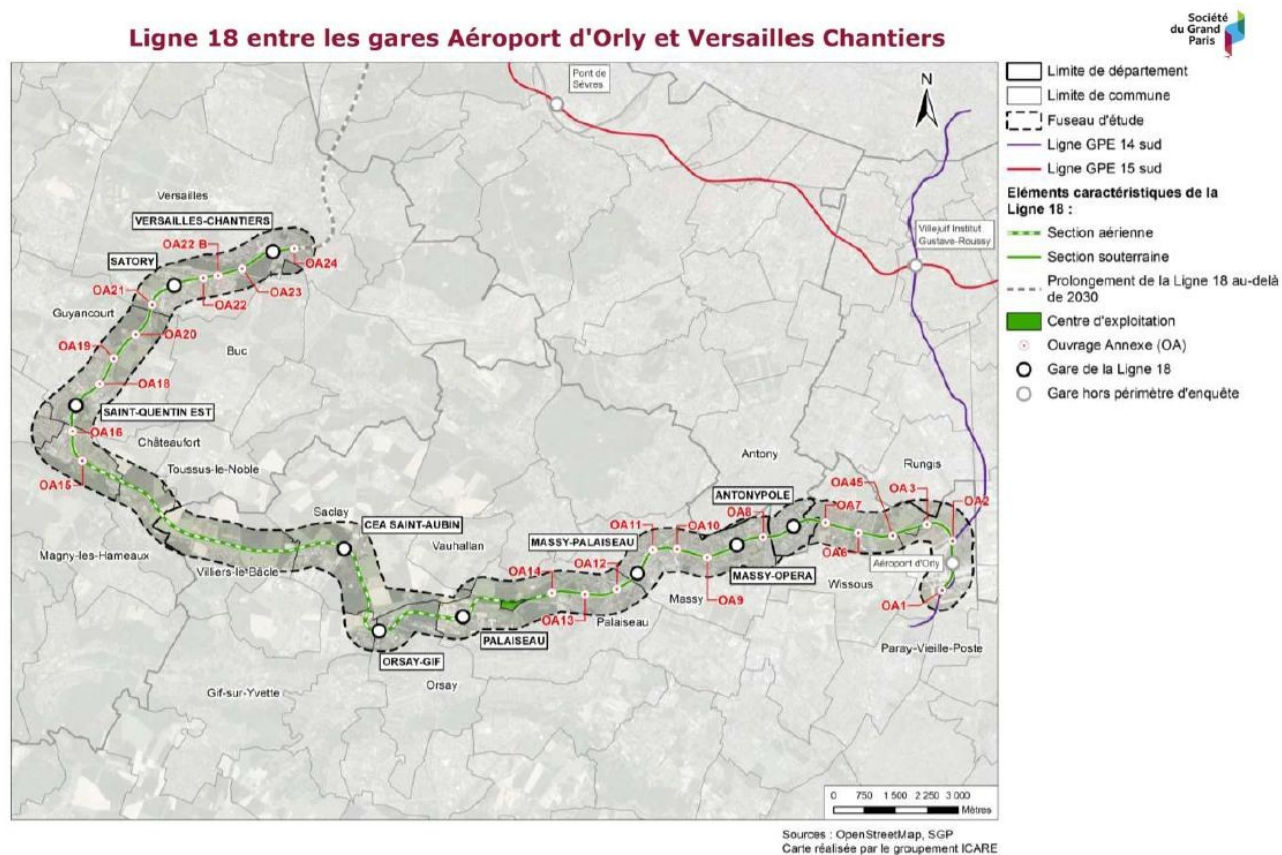 Ligne 18 entre les gares Aéroport d'Orly et Versailles Chantiers
Société
du Grand
Paris
Pont de
Sèvres
N
Versailles
VERSAILLES-CHANTIERS
OA22 B
SATORY
OA24
OA21
OA23
OA22
Guyancourt
OA20
OA19
Buc
OA18
SAINT-QUENTIN EST
OA16
Châteaufort
Toussus-le-Noble
OA15
Magny-les-Hameaux
Villiers-le-Bâcle
Saclay
CEA SAINT-AUBIN
Vauhallan
ORSAY-GIF
Gif-sur-Yvette
Orsay
PALAISEAU
OA14
OA13
Palaiseau
OA12
MASSY-PALAISEAU
OA11
OA10
Massy
OA9
MASSY-OPERA
OA8
ANTONYPOLE
Antony
OA7
OA6
OA45
Wissous
Rungis
OA3
OA2
Aéroport d'Orly
OA1
Paray-Vieille-Poste
Villejuif Institut
Gustave-Roussy
0 750 1 500 2 250 3 000
Mètres
Limite de département
Limite de commune
Fuseau d'étude
Ligne GPE 14 sud
Ligne GPE 15 sud
Eléments caractéristiques de la
Ligne 18 :
Section aérienne
Section souterraine
Prolongement de la Ligne 18 au-delà
de 2030
Centre d'exploitation
Ouvrage Annexe (OA)
Gare de la Ligne 18
Gare hors périmètre d'enquête
Sources : OpenStreetMap, SGP
Carte réalisée par le groupement ICARE